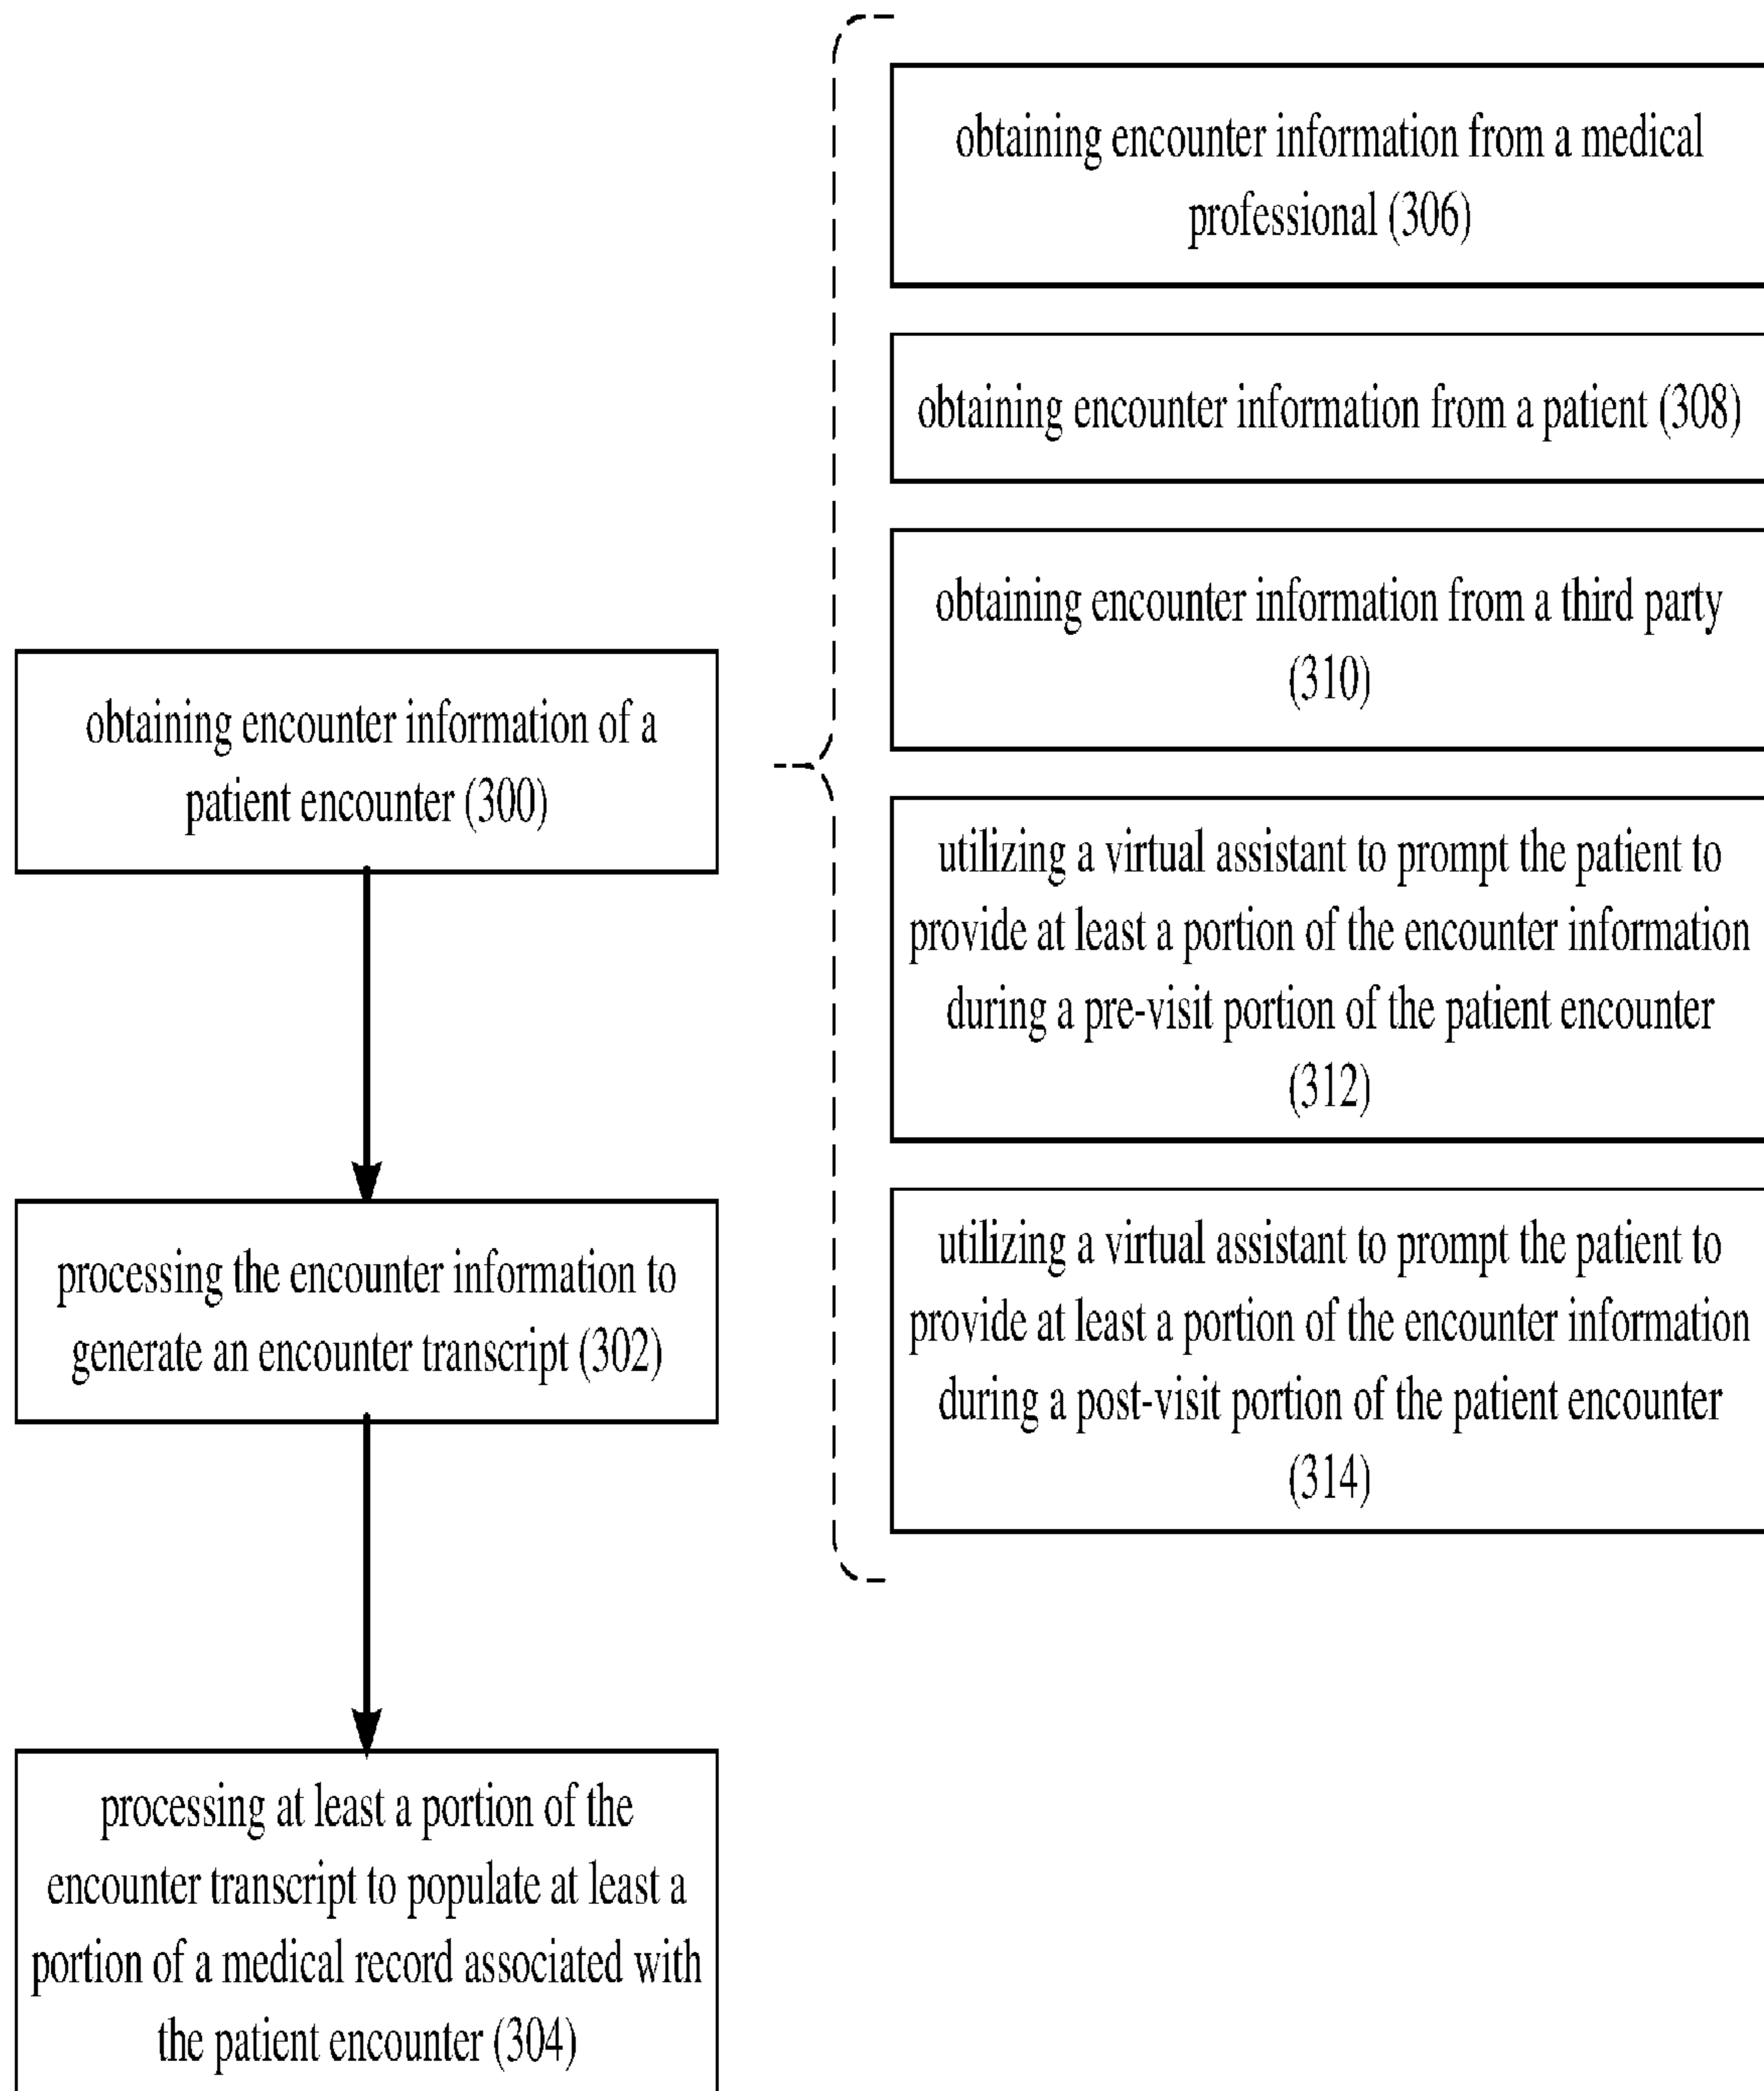 obtaining encounter information of a
patient encounter (300)
processing the encounter information to
generate an encounter transcript (302)
processing at least a portion of the
encounter transcript to populate at least a
portion of a medical record associated with
the patient encounter (304)
obtaining encounter information from a medical
professional (306)
obtaining encounter information from a patient (308)
obtaining encounter information from a third party
(310)
utilizing a virtual assistant to prompt the patient to
provide at least a portion of the encounter information
during a pre-visit portion of the patient encounter
(312)
utilizing a virtual assistant to prompt the patient to
provide at least a portion of the encounter information
during a post-visit portion of the patient encounter
(314)